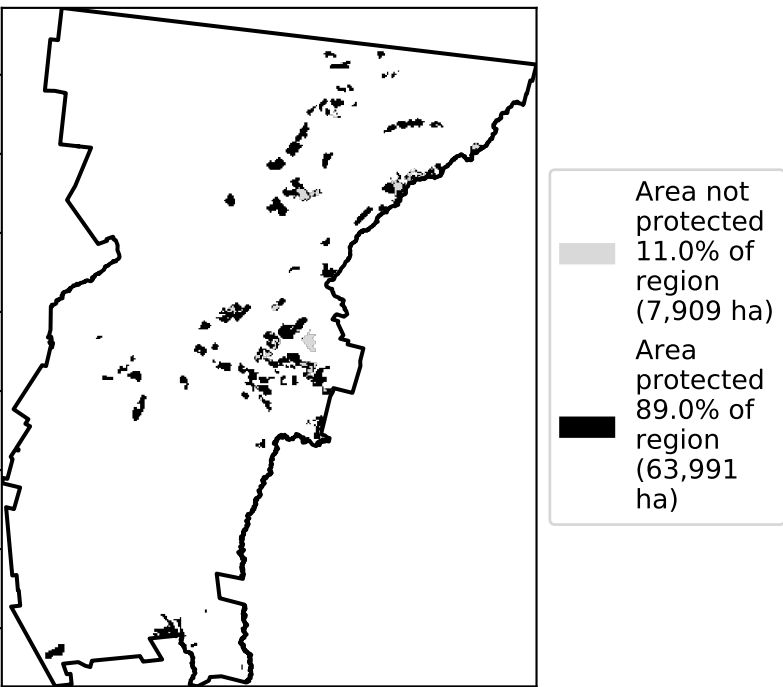 Area not
protected
11.0% of
region
(7,909 ha)
Area
protected
89.0% of
region
(63,991
ha)